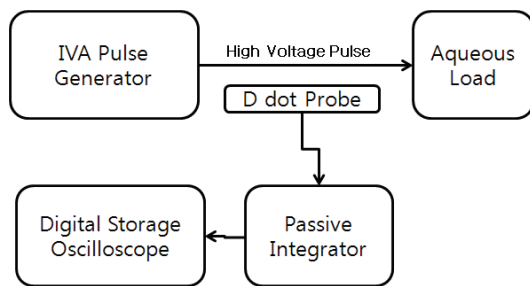 IVA Pulse
Generator
High Voltage Pulse
Aqueous
Load
D dot Probe
Digital Storage
Oscilloscope
Passive
Integrator